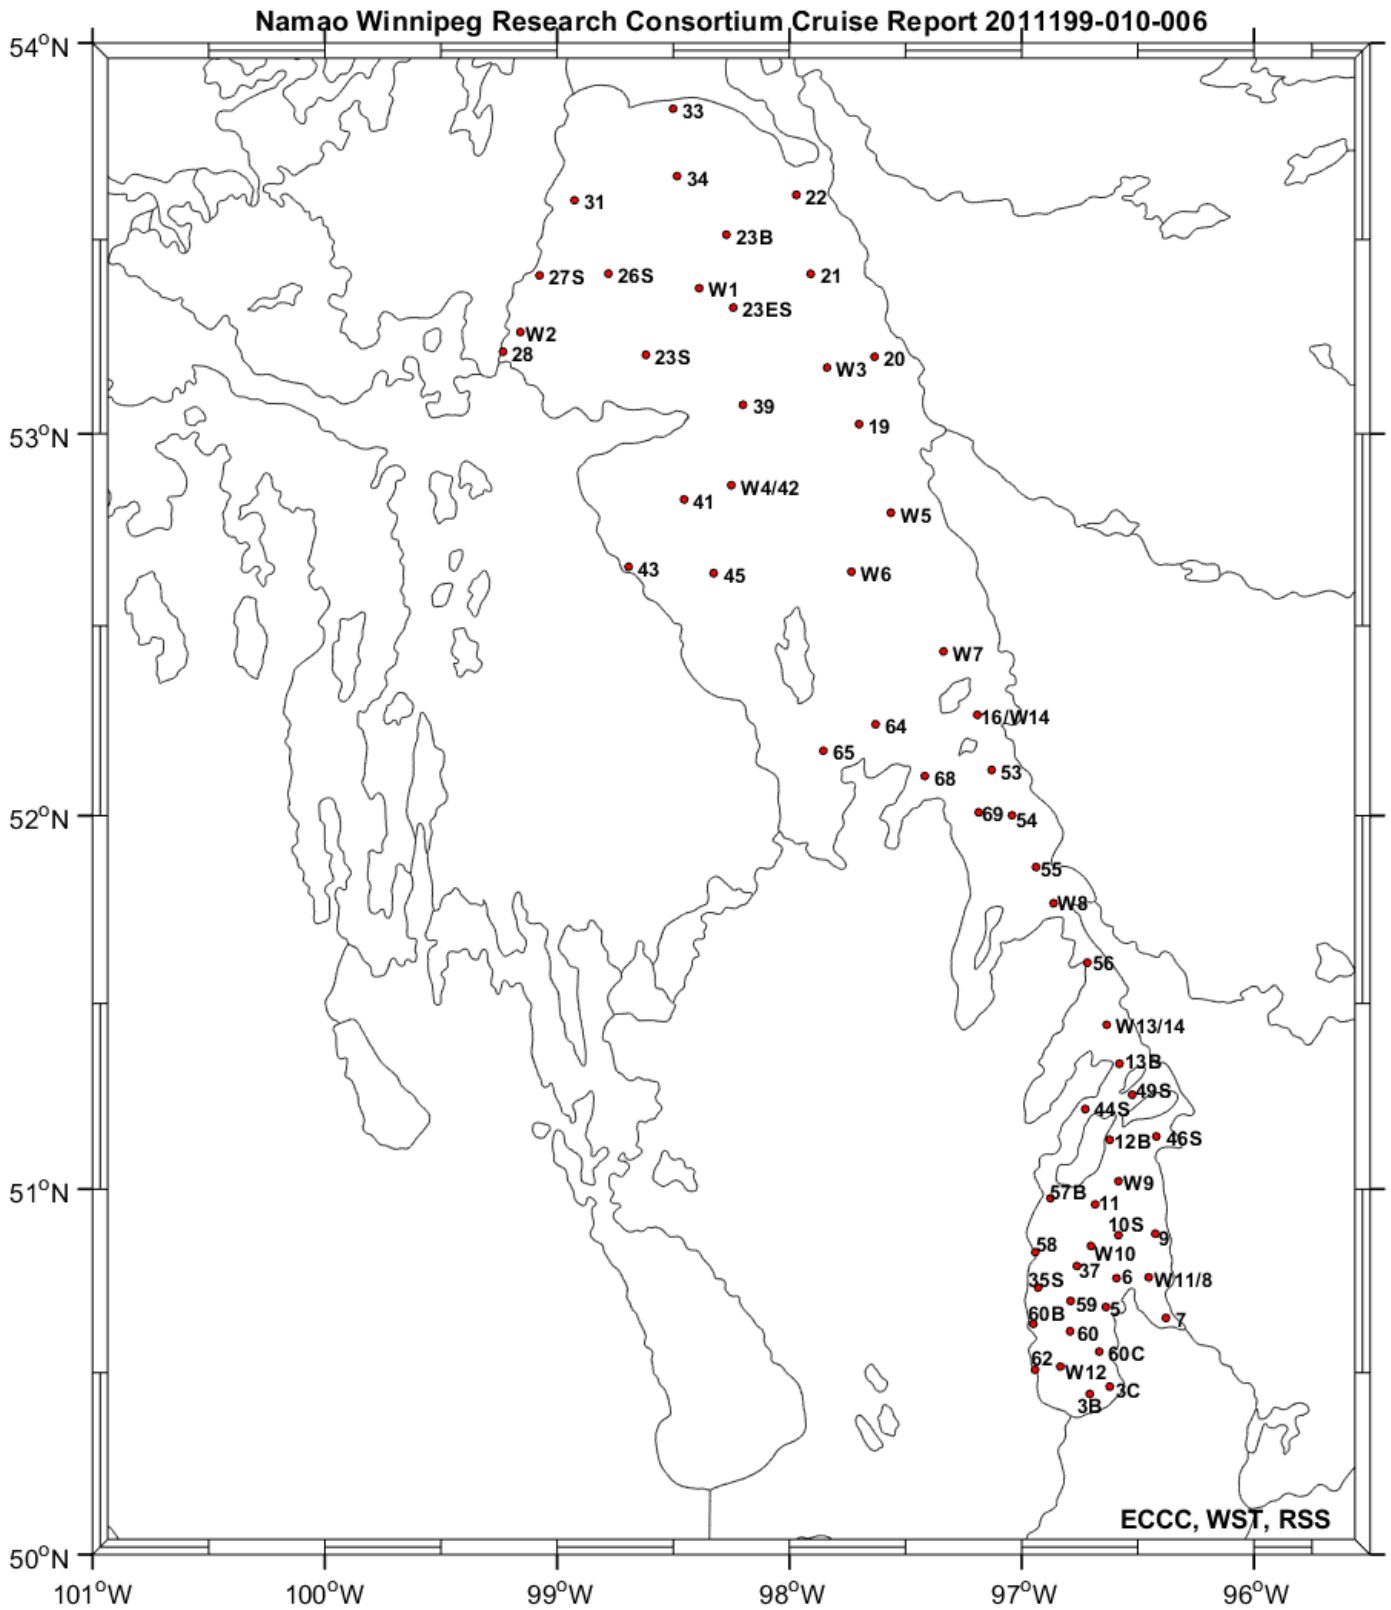 Namao Winnipeg Research Consortium Cruise Report 2011199-010-006
54°N
33
34
31
22
23B
27S
26S
21
W1
23ES
W2
28
23S
20
W3
39
19
53°N
W4/42
41
W5
43
45
W6
W7
16/W14
64
65
53
68
69
54
52°N
55
W8
56
W13/14
13B
49S
44S
46S
12B
W9
51°N
57B
11
10S
9
58
W10
37
6
W11/8
35S
59
5
60B
7
60
60C
62
W12
3C
3B
ECCC, WST, RSS
50°N
101°W
100°W
99°W
98°W
97°W
96°W